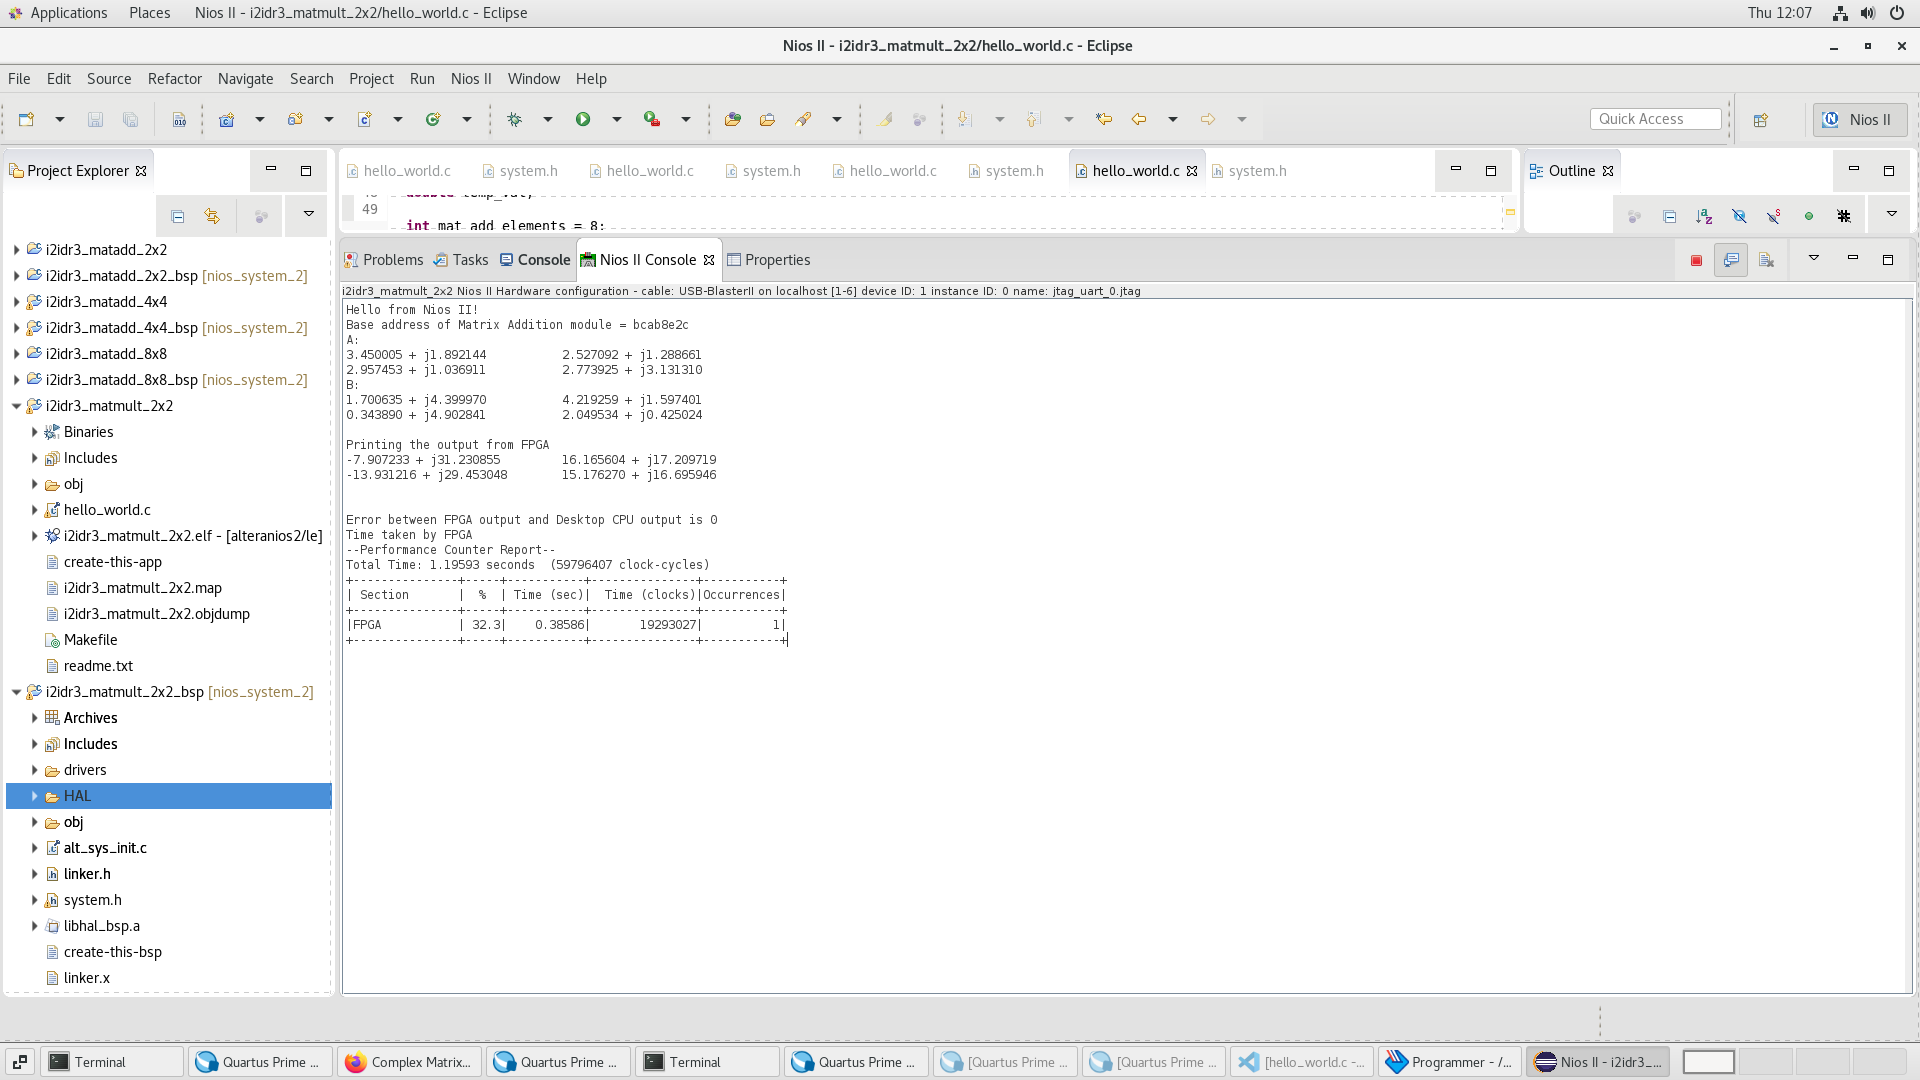 Applications Places Nios II - i2idr3_matmult_2x2/hello_world.c - Eclipse Thu 12:07
Nios II - i2idr3_matmult_2x2/hello_world.c - Eclipse
File Edit Source Refactor Navigate Search Project Run Nios II Window Help
Quick Access Nios II
Project Explorer
hello_world.c system.h hello_world.c system.h hello_world.c system.h hello_world.c system.h
Outline
49
int mat_add_elements = 8;
i2idr3_matadd_2x2
i2idr3_matadd_2x2_bsp [nios_system_2]
i2idr3_matadd_4x4
i2idr3_matadd_4x4_bsp [nios_system_2]
i2idr3_matadd_8x8
i2idr3_matadd_8x8_bsp [nios_system_2]
i2idr3_matmult_2x2
Binaries
Includes
obj
hello_world.c
i2idr3_matmult_2x2.elf - [alteranios2/le]
create-this-app
i2idr3_matmult_2x2.map
i2idr3_matmult_2x2.objdump
Makefile
readme.txt
i2idr3_matmult_2x2_bsp [nios_system_2]
Archives
Includes
drivers
HAL
obj
alt_sys_init.c
linker.h
system.h
libhal_bsp.a
create-this-bsp
linker.x
Problems Tasks Console Nios II Console Properties
i2idr3_matmult_2x2 Nios II Hardware configuration - cable: USB-BlasterII on localhost [1-6] device ID: 1 instance ID: 0 name: jtag_uart_0.jtag
Hello from Nios II!
Base address of Matrix Addition module = bcab8e2c
A:
3.450005 + j1.892144 2.527092 + j1.288661
2.957453 + j1.036911 2.773925 + j3.131310
B:
1.700635 + j4.399970 4.219259 + j1.597401
0.343890 + j4.902841 2.049534 + j0.425024
Printing the output from FPGA
-7.907233 + j31.230855 16.165604 + j17.209719
-13.931216 + j29.453048 15.176270 + j16.695946
Error between FPGA output and Desktop CPU output is 0
Time taken by FPGA
--Performance Counter Report--
Total Time: 1.19593 seconds (59796407 clock-cycles)
+---------------+-----+-----------+---------------+-----------+
| Section | % | Time (sec)| Time (clocks)|Occurrences|
+---------------+-----+-----------+---------------+-----------+
|FPGA | 32.3| 0.38586| 19293027| 1|
+---------------+-----+-----------+---------------+-----------+
Terminal Quartus Prime ... Complex Matrix... Quartus Prime ... Terminal Quartus Prime ... [Quartus Prime ... [Quartus Prime ... [hello_world.c -... Programmer - /... Nios II - i2idr3_...